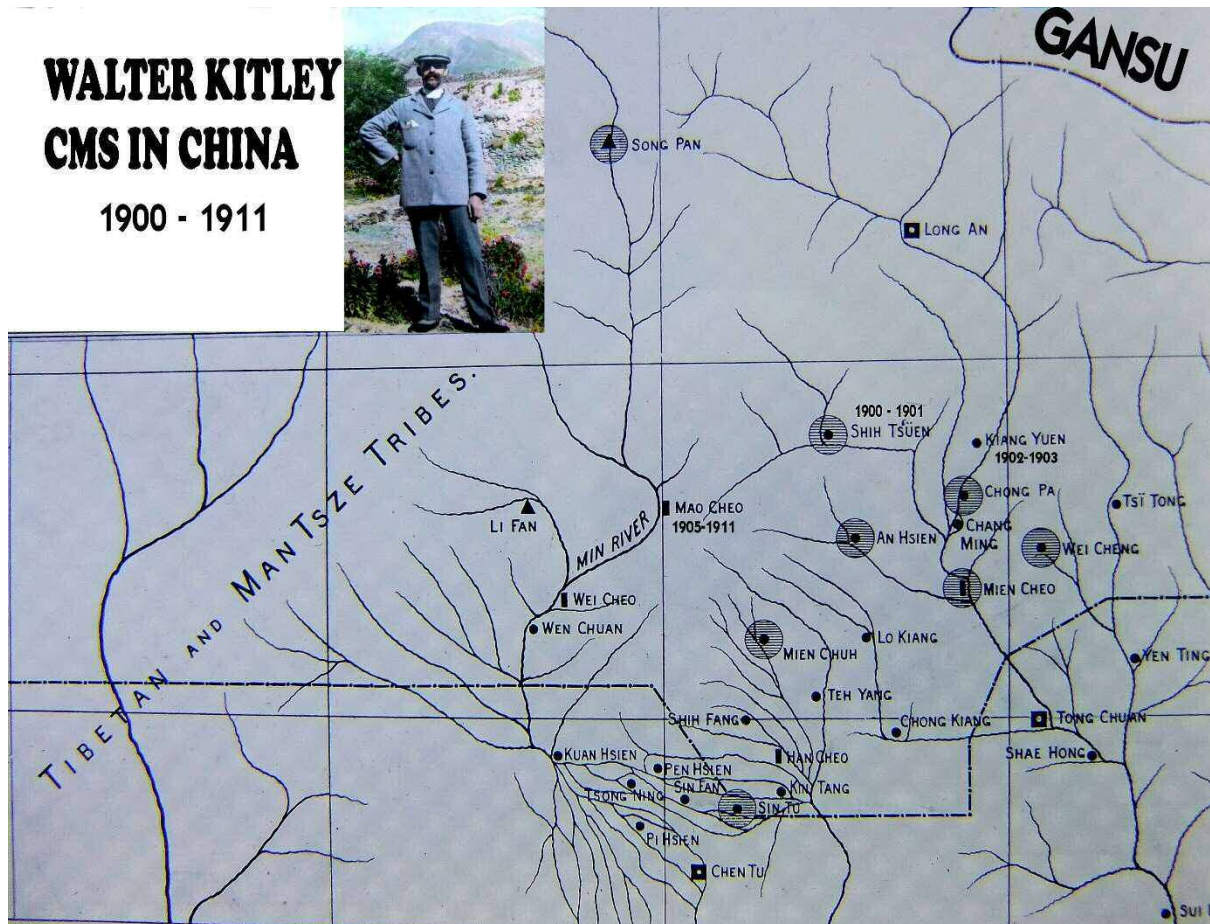 WALTER KITLEY
CMS IN CHINA
1900 - 1911
GANSU
SONG PAN
LONG AN
TIBETAN AND MAN TSZE TRIBES.
1900 - 1901
SHIH TSÜEN
KIANG YUEN
1902-1903
CHONG PA
TSÏ TONG
LI FAN
MIN RIVER
MAO CHEO
1905-1911
AN HSIEN
CHANG
MING
WEI CHENG
MIEN CHEO
WEI CHEO
WEN CHUAN
MIEN CHUH
LO KIANG
YEN TING
TEH YANG
SHIH FANG
CHONG KIANG
TONG CHUAN
SHAE HONG
KUAN HSIEN
PEN HSIEN
HAN CHEO
TSONG NING
SIN FAN
KIN TANG
SIN TU
PI HSIEN
CHEN TU
SUI